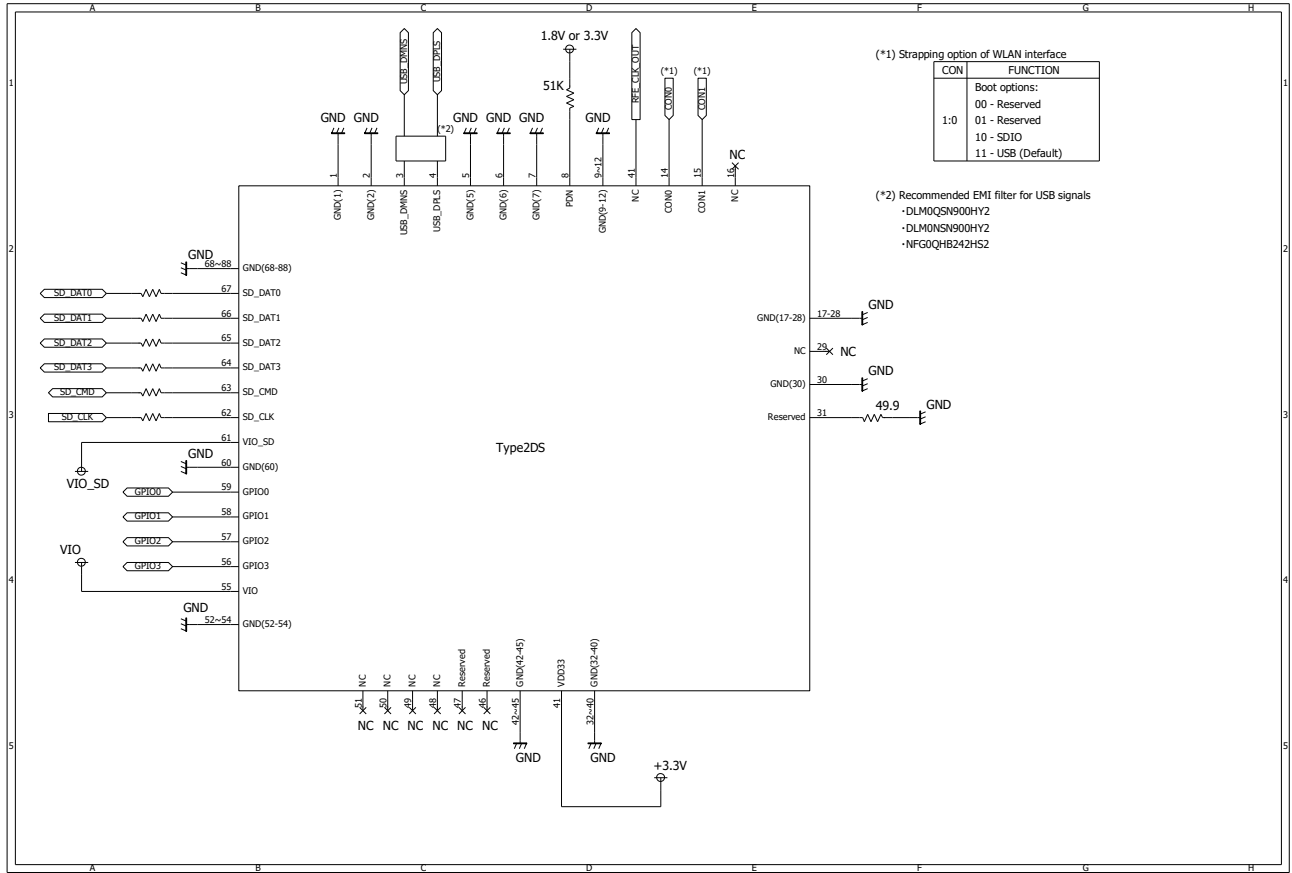 A B C D E F G H
1.8V or 3.3V
51K
USB_DMNS
USB_DPLS
RFE_CLK_OUT
(*1)
CON0
(*1)
CON1
(*1) Strapping option of WLAN interface
CON FUNCTION
Boot options:
00 - Reserved
1:0 01 - Reserved
10 - SDIO
11 - USB (Default)
1 1
GND GND (*2) GND GND GND GND
NC
1 2 3 4 5 6 7 8 9~12 41 14 15 16
GND(1) GND(2) USB_DMNS USB_DPLS GND(5) GND(6) GND(7) PDN GND(9-12) NC CON0 CON1 NC
(*2) Recommended EMI filter for USB signals
・DLM0QSN900HY2
・DLM0NSN900HY2
・NFG0QHB242HS2
2 2
GND 68~88 GND(68-88)
SD_DAT0 67 SD_DAT0
SD_DAT1 66 SD_DAT1
SD_DAT2 65 SD_DAT2
SD_DAT3 64 SD_DAT3
SD_CMD 63 SD_CMD
SD_CLK 62 SD_CLK
61 VIO_SD
VIO_SD
GND 60 GND(60)
GPIO0 59 GPIO0
GPIO1 58 GPIO1
GPIO2 57 GPIO2
GPIO3 56 GPIO3
VIO
55 VIO
GND 52~54 GND(52-54)
GND(17-28) 17-28 GND
NC 29 NC
GND(30) 30 GND
Reserved 31 49.9 GND
3 3
Type2DS
4 4
NC NC NC NC Reserved Reserved GND(42-45) VDD33 GND(32-40)
51 50 49 48 47 46 42~45 41 32~40
NC NC NC NC NC NC
GND GND
+3.3V
5 5
A B C D E F G H